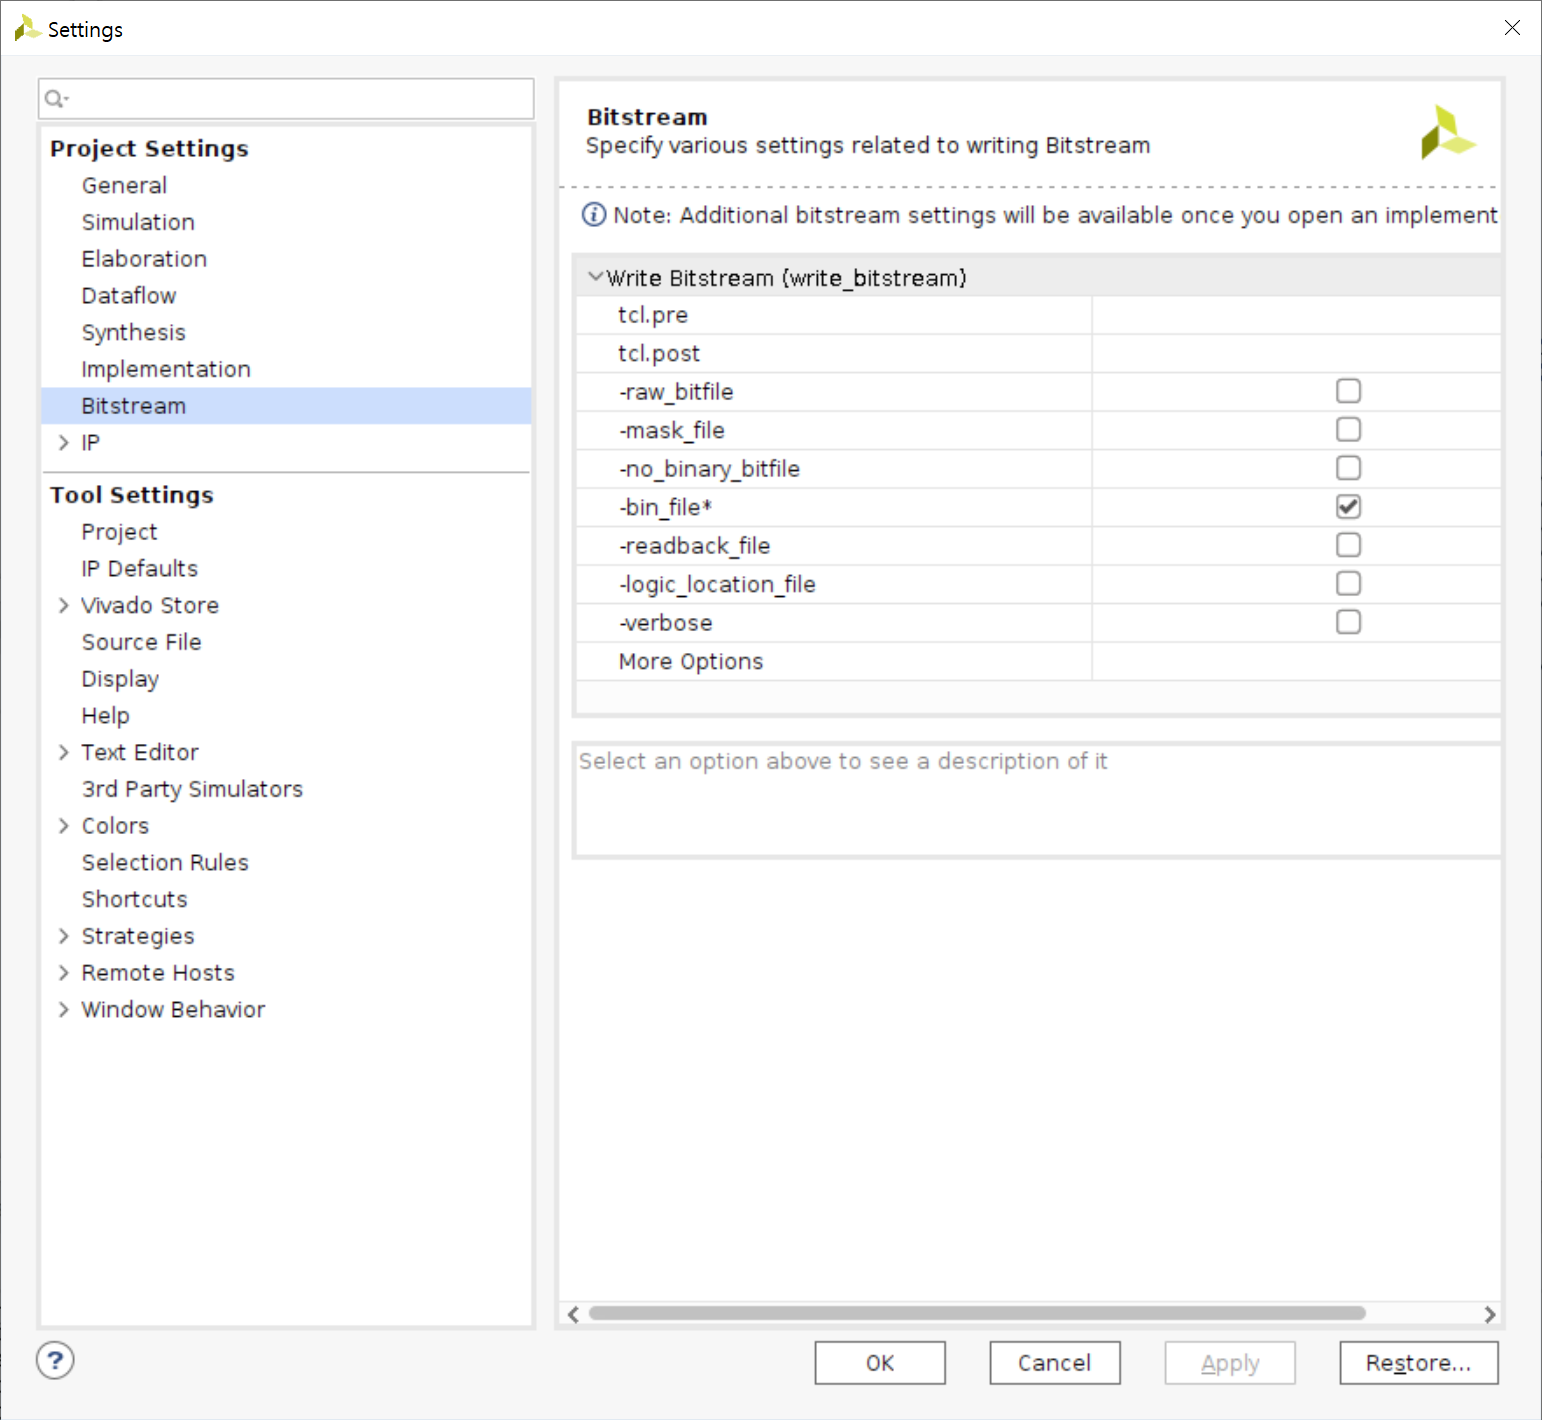 Settings
Project Settings
General
Simulation
Elaboration
Dataflow
Synthesis
Implementation
Bitstream
IP
Tool Settings
Project
IP Defaults
Vivado Store
Source File
Display
Help
Text Editor
3rd Party Simulators
Colors
Selection Rules
Shortcuts
Strategies
Remote Hosts
Window Behavior
Bitstream
Specify various settings related to writing Bitstream
Note: Additional bitstream settings will be available once you open an implement
Write Bitstream (write_bitstream)
tcl.pre
tcl.post
-raw_bitfile
-mask_file
-no_binary_bitfile
-bin_file*
-readback_file
-logic_location_file
-verbose
More Options
Select an option above to see a description of it
?
OK
Cancel
Apply
Restore...